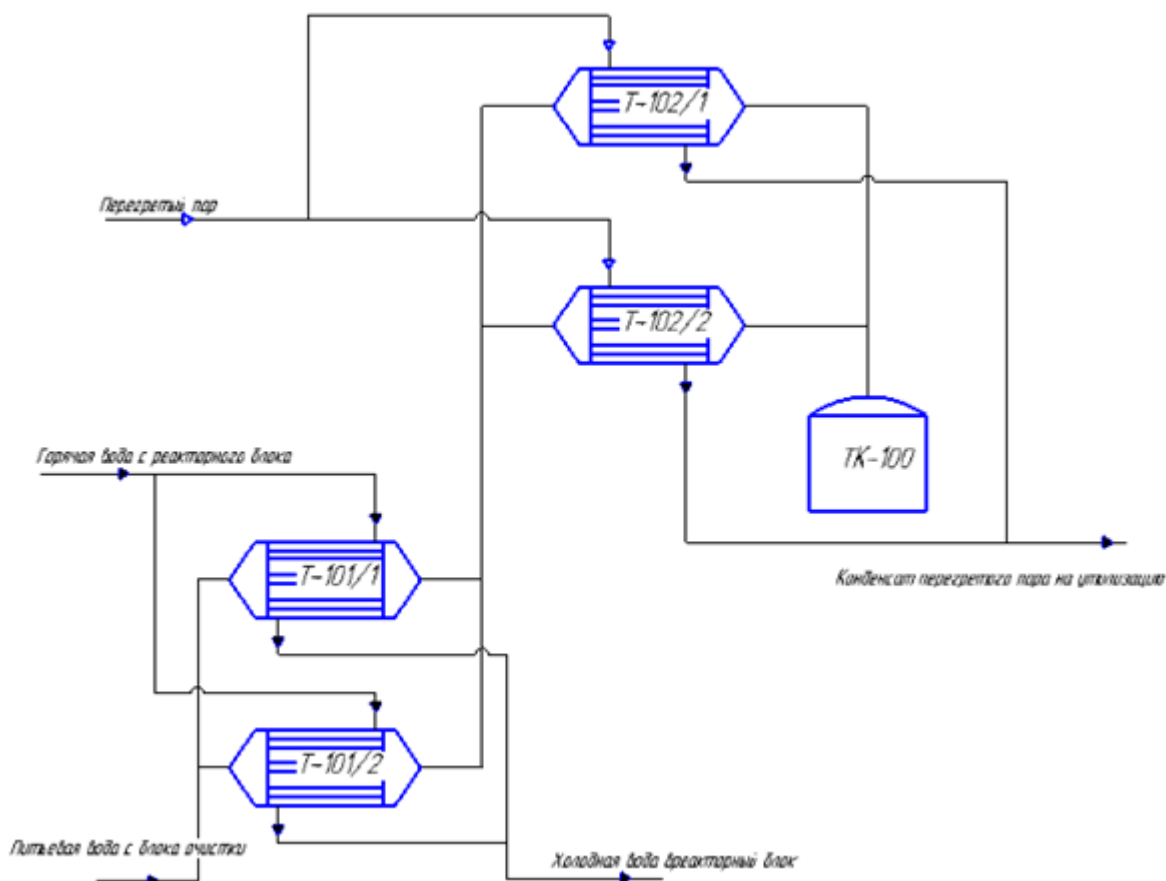 Т-102/1
Перегретый пар
Т-102/2
ТК-100
Горячая вода с реакторного блока
Т-101/1
Конденсат перегретого пара на утилизацию
Т-101/2
Питьевая вода с блока очистки
Холодная вода вреакторный блок